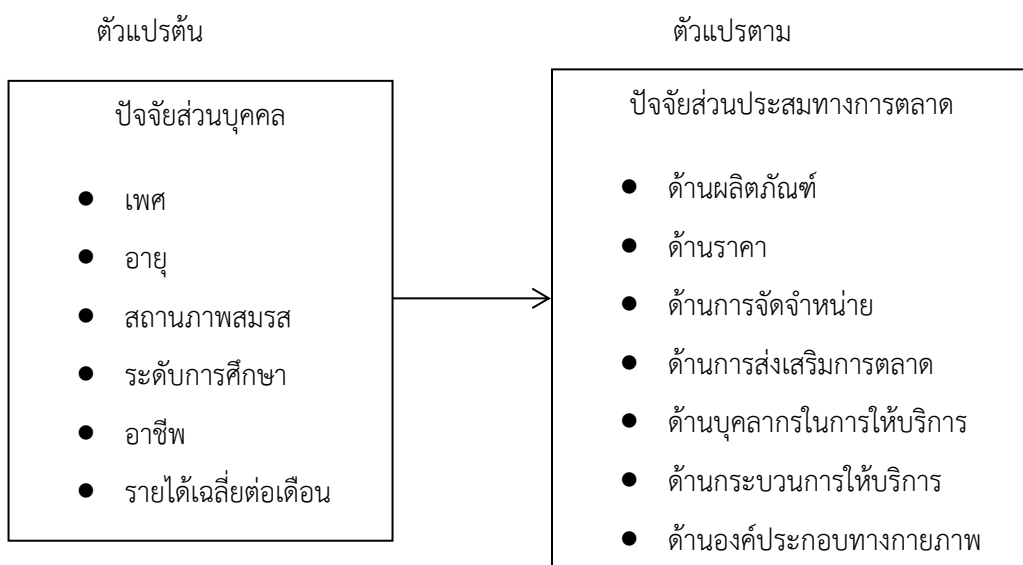 ตัวแปรต้น
ตัวแปรตาม
ปัจจัยส่วนบุคคล
● เพศ
● อายุ
● สถานภาพสมรส
● ระดับการศึกษา
● อาชีพ
● รายได้เฉลี่ยต่อเดือน
ปัจจัยส่วนประสมทางการตลาด
● ด้านผลิตภัณฑ์
● ด้านราคา
● ด้านการจัดจำหน่าย
● ด้านการส่งเสริมการตลาด
● ด้านบุคลากรในการให้บริการ
● ด้านกระบวนการให้บริการ
● ด้านองค์ประกอบทางกายภาพ